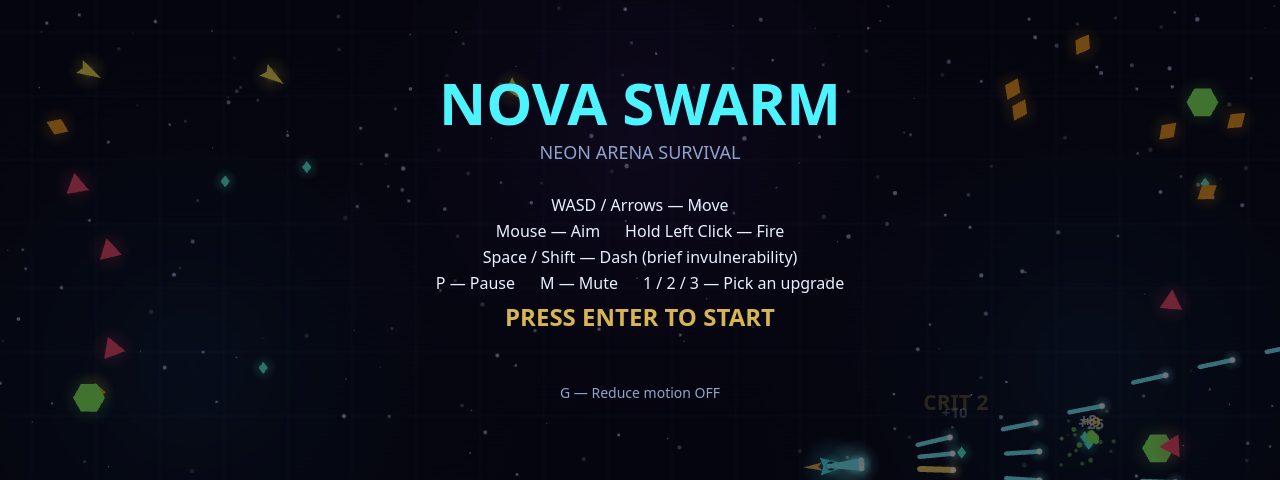 NOVA SWARM
NEON ARENA SURVIVAL
WASD / Arrows — Move
Mouse — Aim Hold Left Click — Fire
Space / Shift — Dash (brief invulnerability)
P — Pause M — Mute 1 / 2 / 3 — Pick an upgrade
PRESS ENTER TO START
G — Reduce motion OFF
CRIT 2
+10